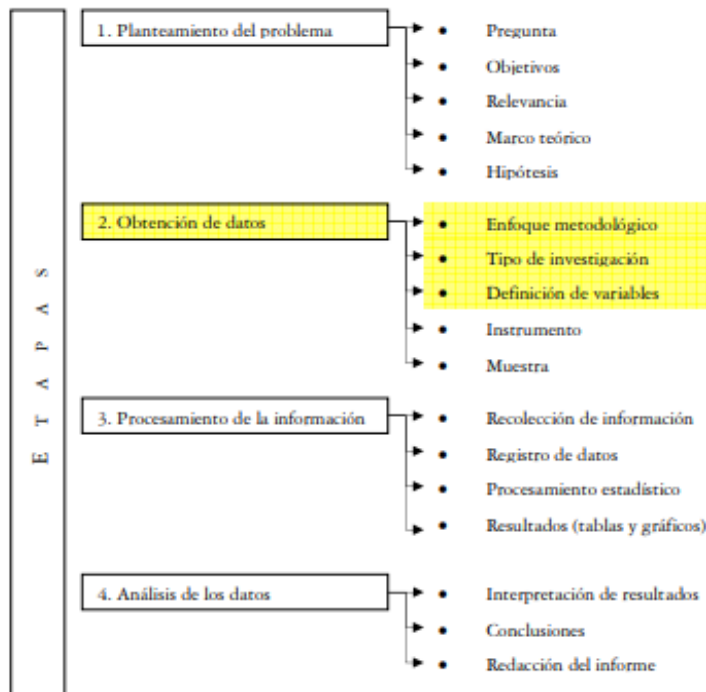 ETAPAS
1. Planteamiento del problema
• Pregunta
• Objetivos
• Relevancia
• Marco teórico
• Hipótesis
2. Obtención de datos
• Enfoque metodológico
• Tipo de investigación
• Definición de variables
• Instrumento
• Muestra
3. Procesamiento de la información
• Recolección de información
• Registro de datos
• Procesamiento estadístico
• Resultados (tablas y gráficos)
4. Análisis de los datos
• Interpretación de resultados
• Conclusiones
• Redacción del informe